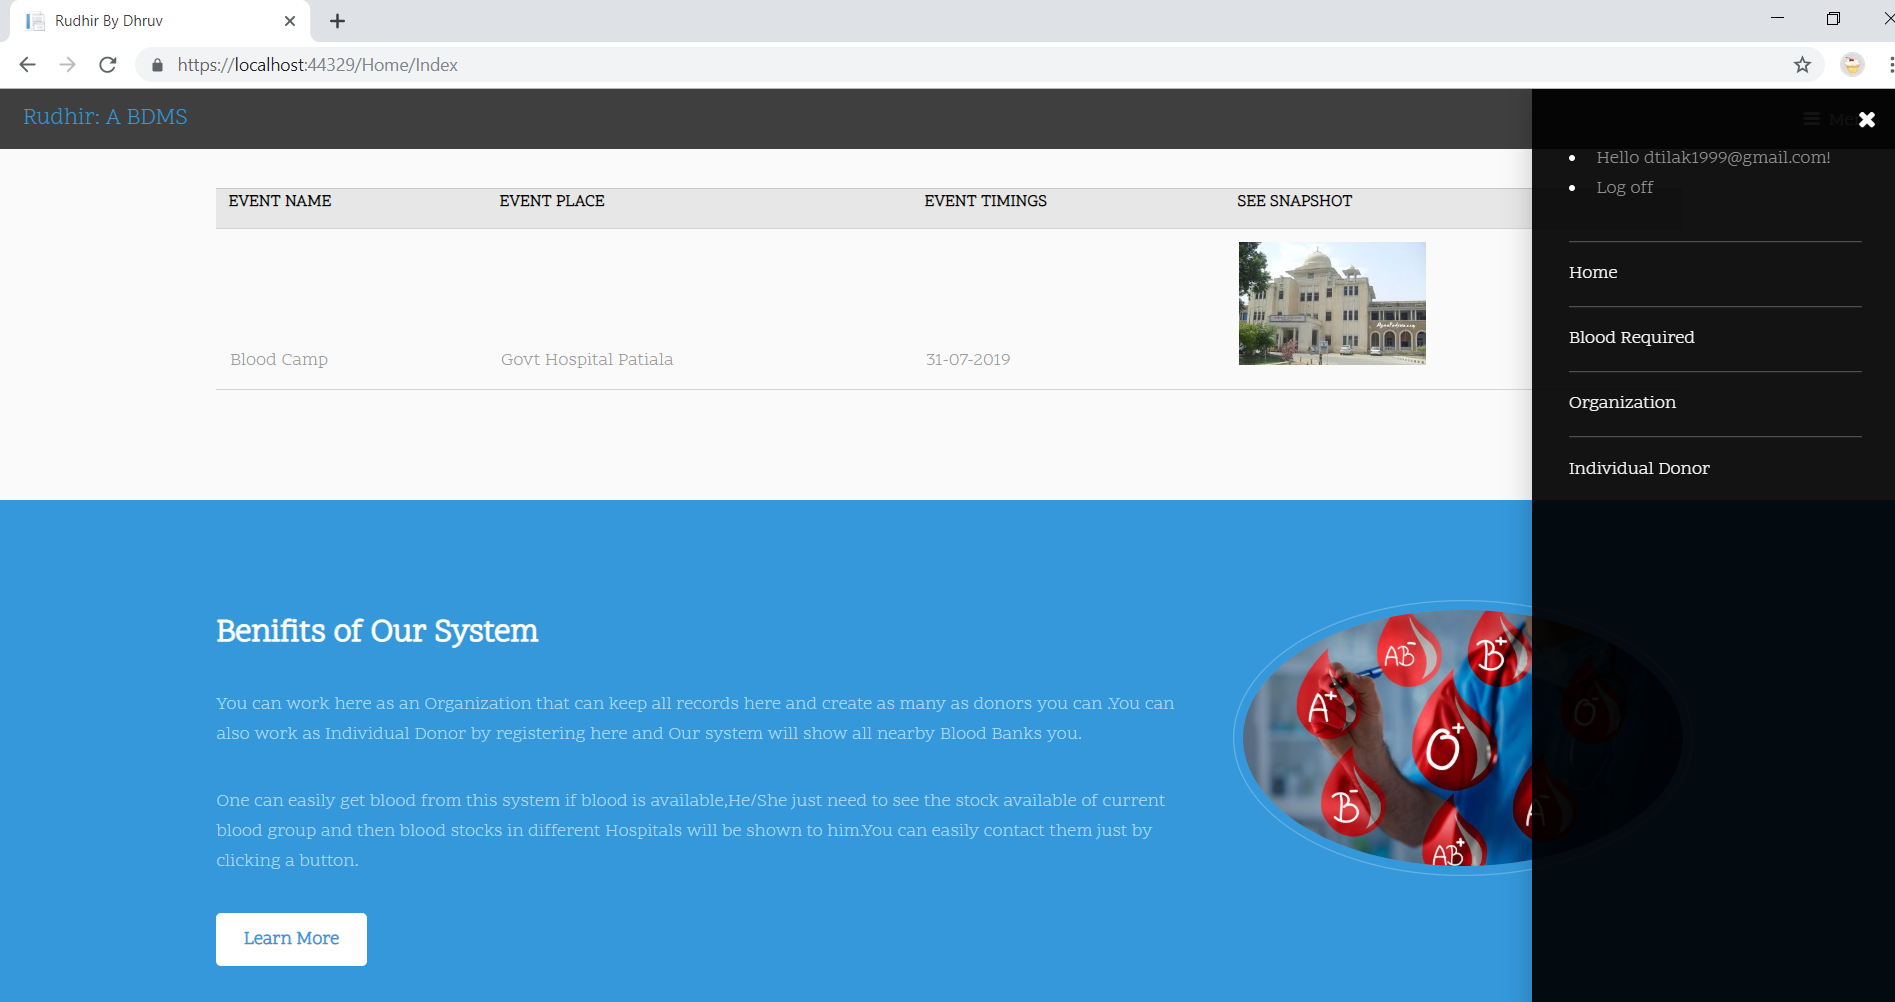 Rudhir By Dhruv
https://localhost:44329/Home/Index
Rudhir: A BDMS
Hello dtilak1999@gmail.com!
Log off
Home
Blood Required
Organization
Individual Donor
EVENT NAME EVENT PLACE EVENT TIMINGS SEE SNAPSHOT
Blood Camp Govt Hospital Patiala 31-07-2019
Benifits of Our System
You can work here as an Organization that can keep all records here and create as many as donors you can .You can
also work as Individual Donor by registering here and Our system will show all nearby Blood Banks you.
One can easily get blood from this system if blood is available,He/She just need to see the stock available of current
blood group and then blood stocks in different Hospitals will be shown to him.You can easily contact them just by
clicking a button.
Learn More
AB-
B+
A+
O+
O-
B-
A-
AB+